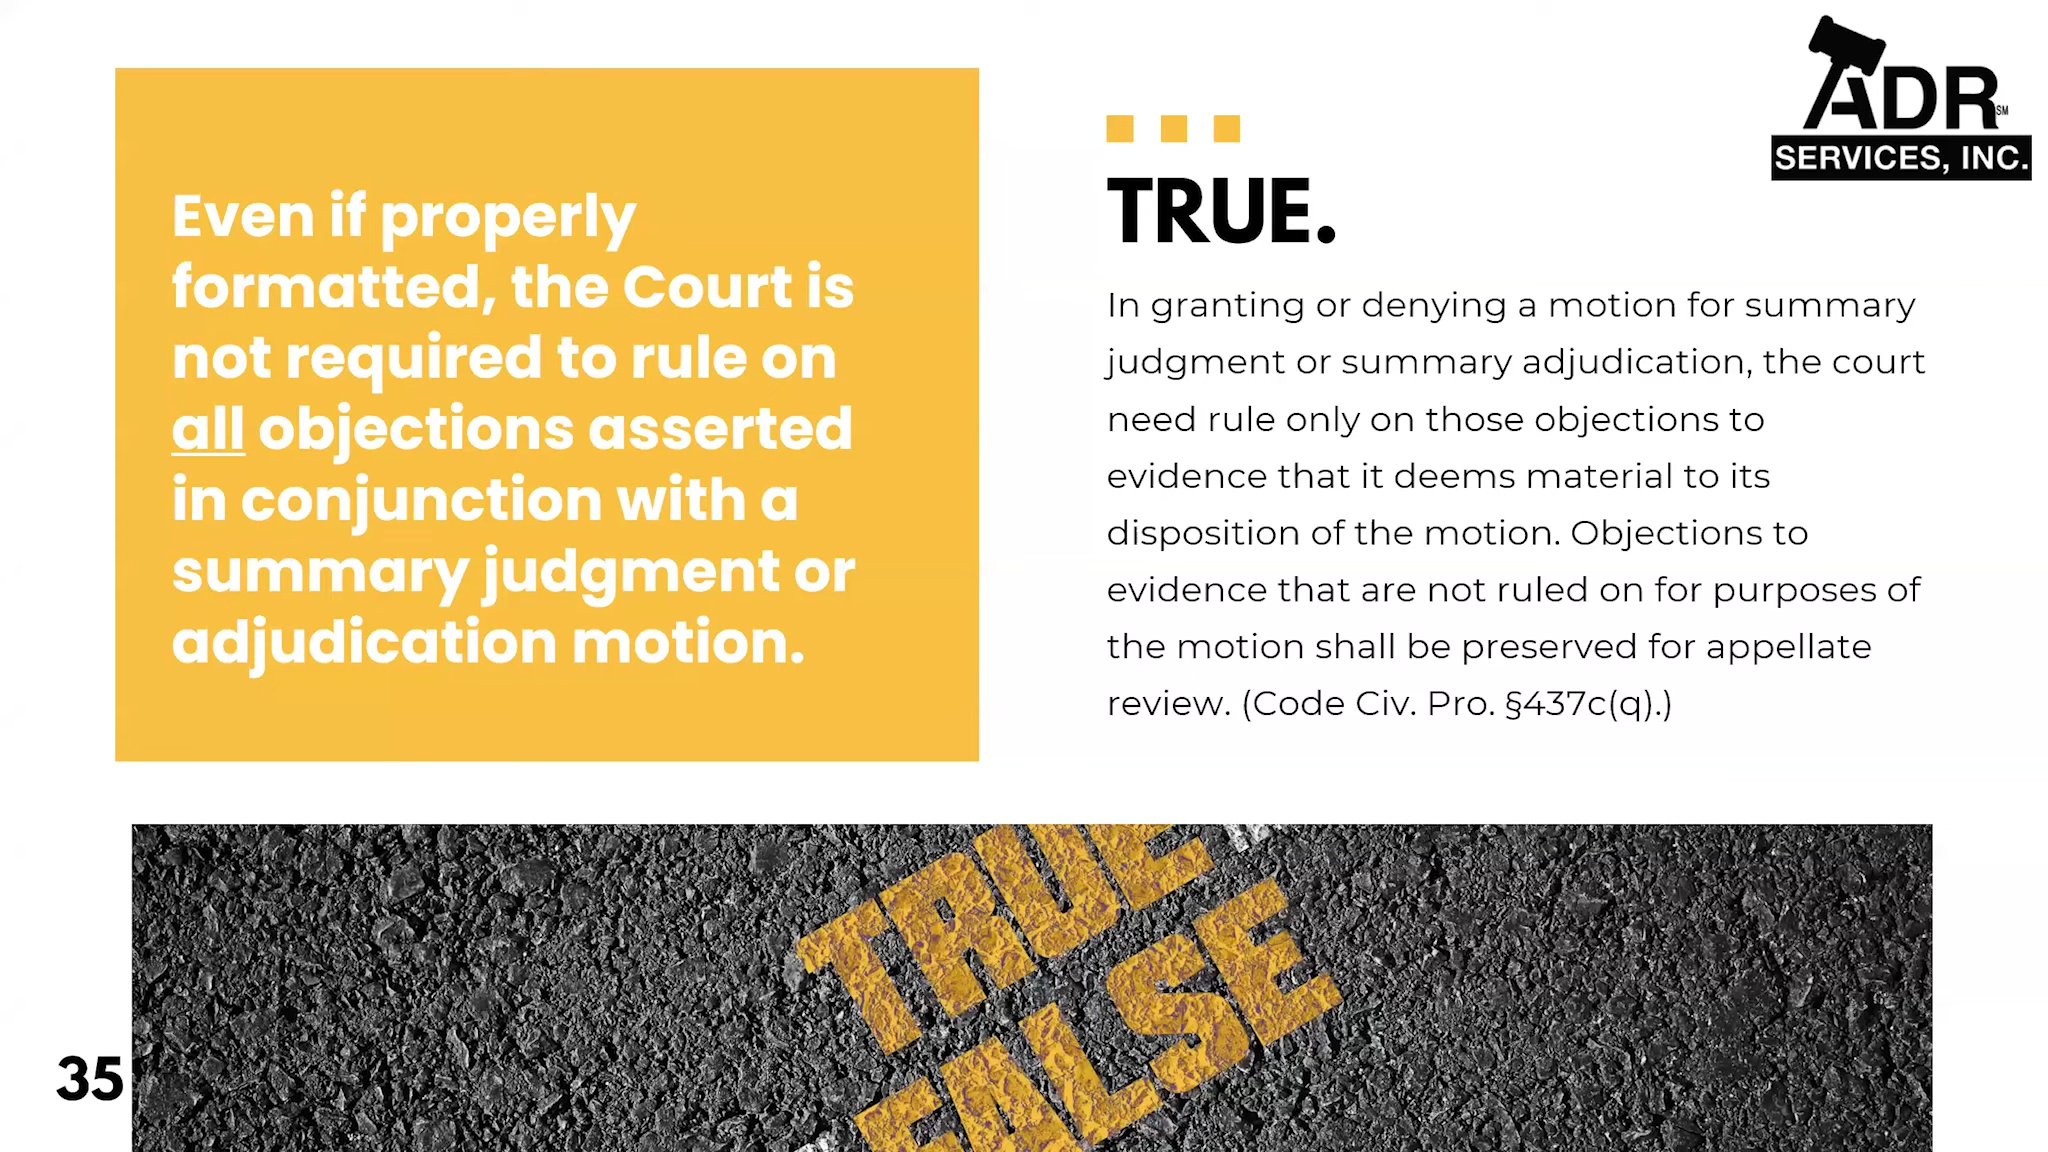 Even if properly
formatted, the Court is
not required to rule on
all objections asserted
in conjunction with a
summary judgment or
adjudication motion.
TRUE.
In granting or denying a motion for summary
judgment or summary adjudication, the court
need rule only on those objections to
evidence that it deems material to its
disposition of the motion. Objections to
evidence that are not ruled on for purposes of
the motion shall be preserved for appellate
review. (Code Civ. Pro. §437c(q).)
ADR SM
SERVICES, INC.
TRUE
FALSE
35